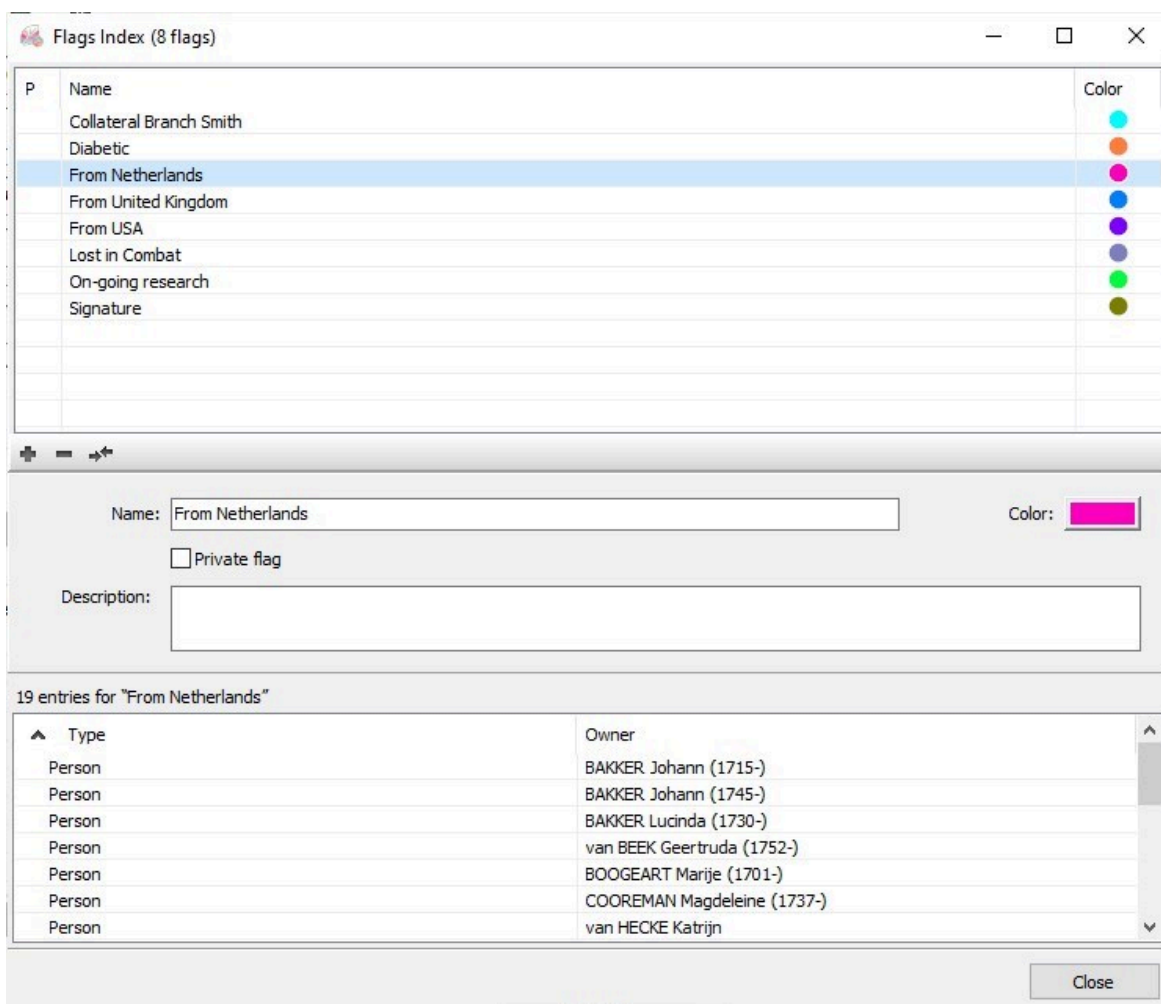 Flags Index (8 flags)
P Name Color
Collateral Branch Smith
Diabetic
From Netherlands
From United Kingdom
From USA
Lost in Combat
On-going research
Signature
Name: From Netherlands Color:
Private flag
Description:
19 entries for “From Netherlands”
Type Owner
Person BAKKER Johann (1715-)
Person BAKKER Johann (1745-)
Person BAKKER Lucinda (1730-)
Person van BEEK Geertruda (1752-)
Person BOOGEART Marije (1701-)
Person COOREMAN Magdeleine (1737-)
Person van HECKE Katrijn
Close